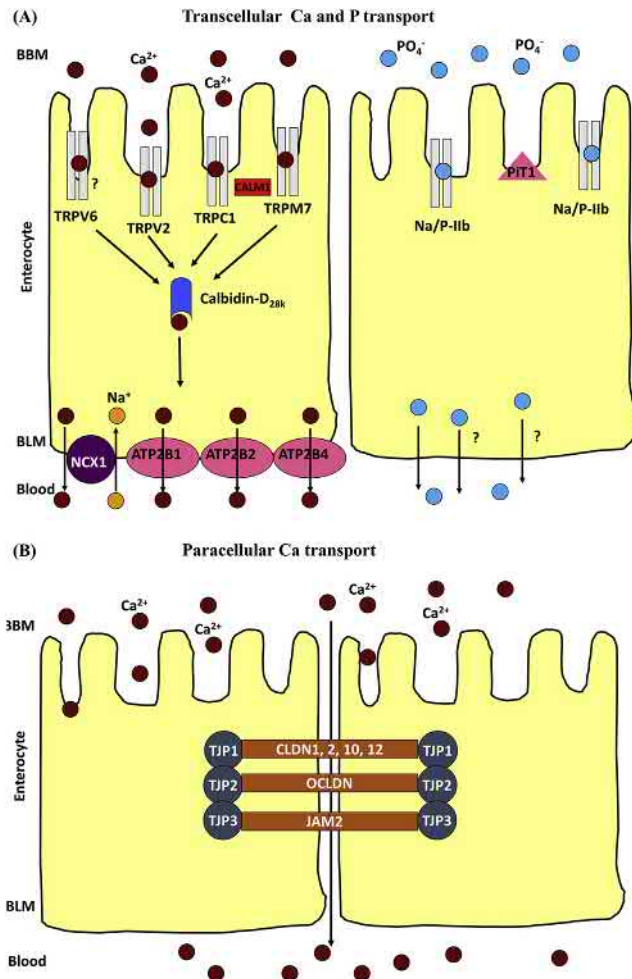 (A)
Transcellular Ca and P transport
BBM
Ca2+
Ca2+
PO4-
PO4-
?
CALM1
PIT1
TRPV6
TRPV2
TRPC1
TRPM7
Na/P-IIb
Na/P-IIb
Enterocyte
Calbidin-D28k
Na+
BLM
NCX1
ATP2B1
ATP2B2
ATP2B4
?
?
Blood
(B)
Paracellular Ca transport
Ca2+
Ca2+
Ca2+
Ca2+
BBM
Enterocyte
TJP1
CLDN1, 2, 10, 12
TJP1
TJP2
OCLDN
TJP2
TJP3
JAM2
TJP3
BLM
Blood